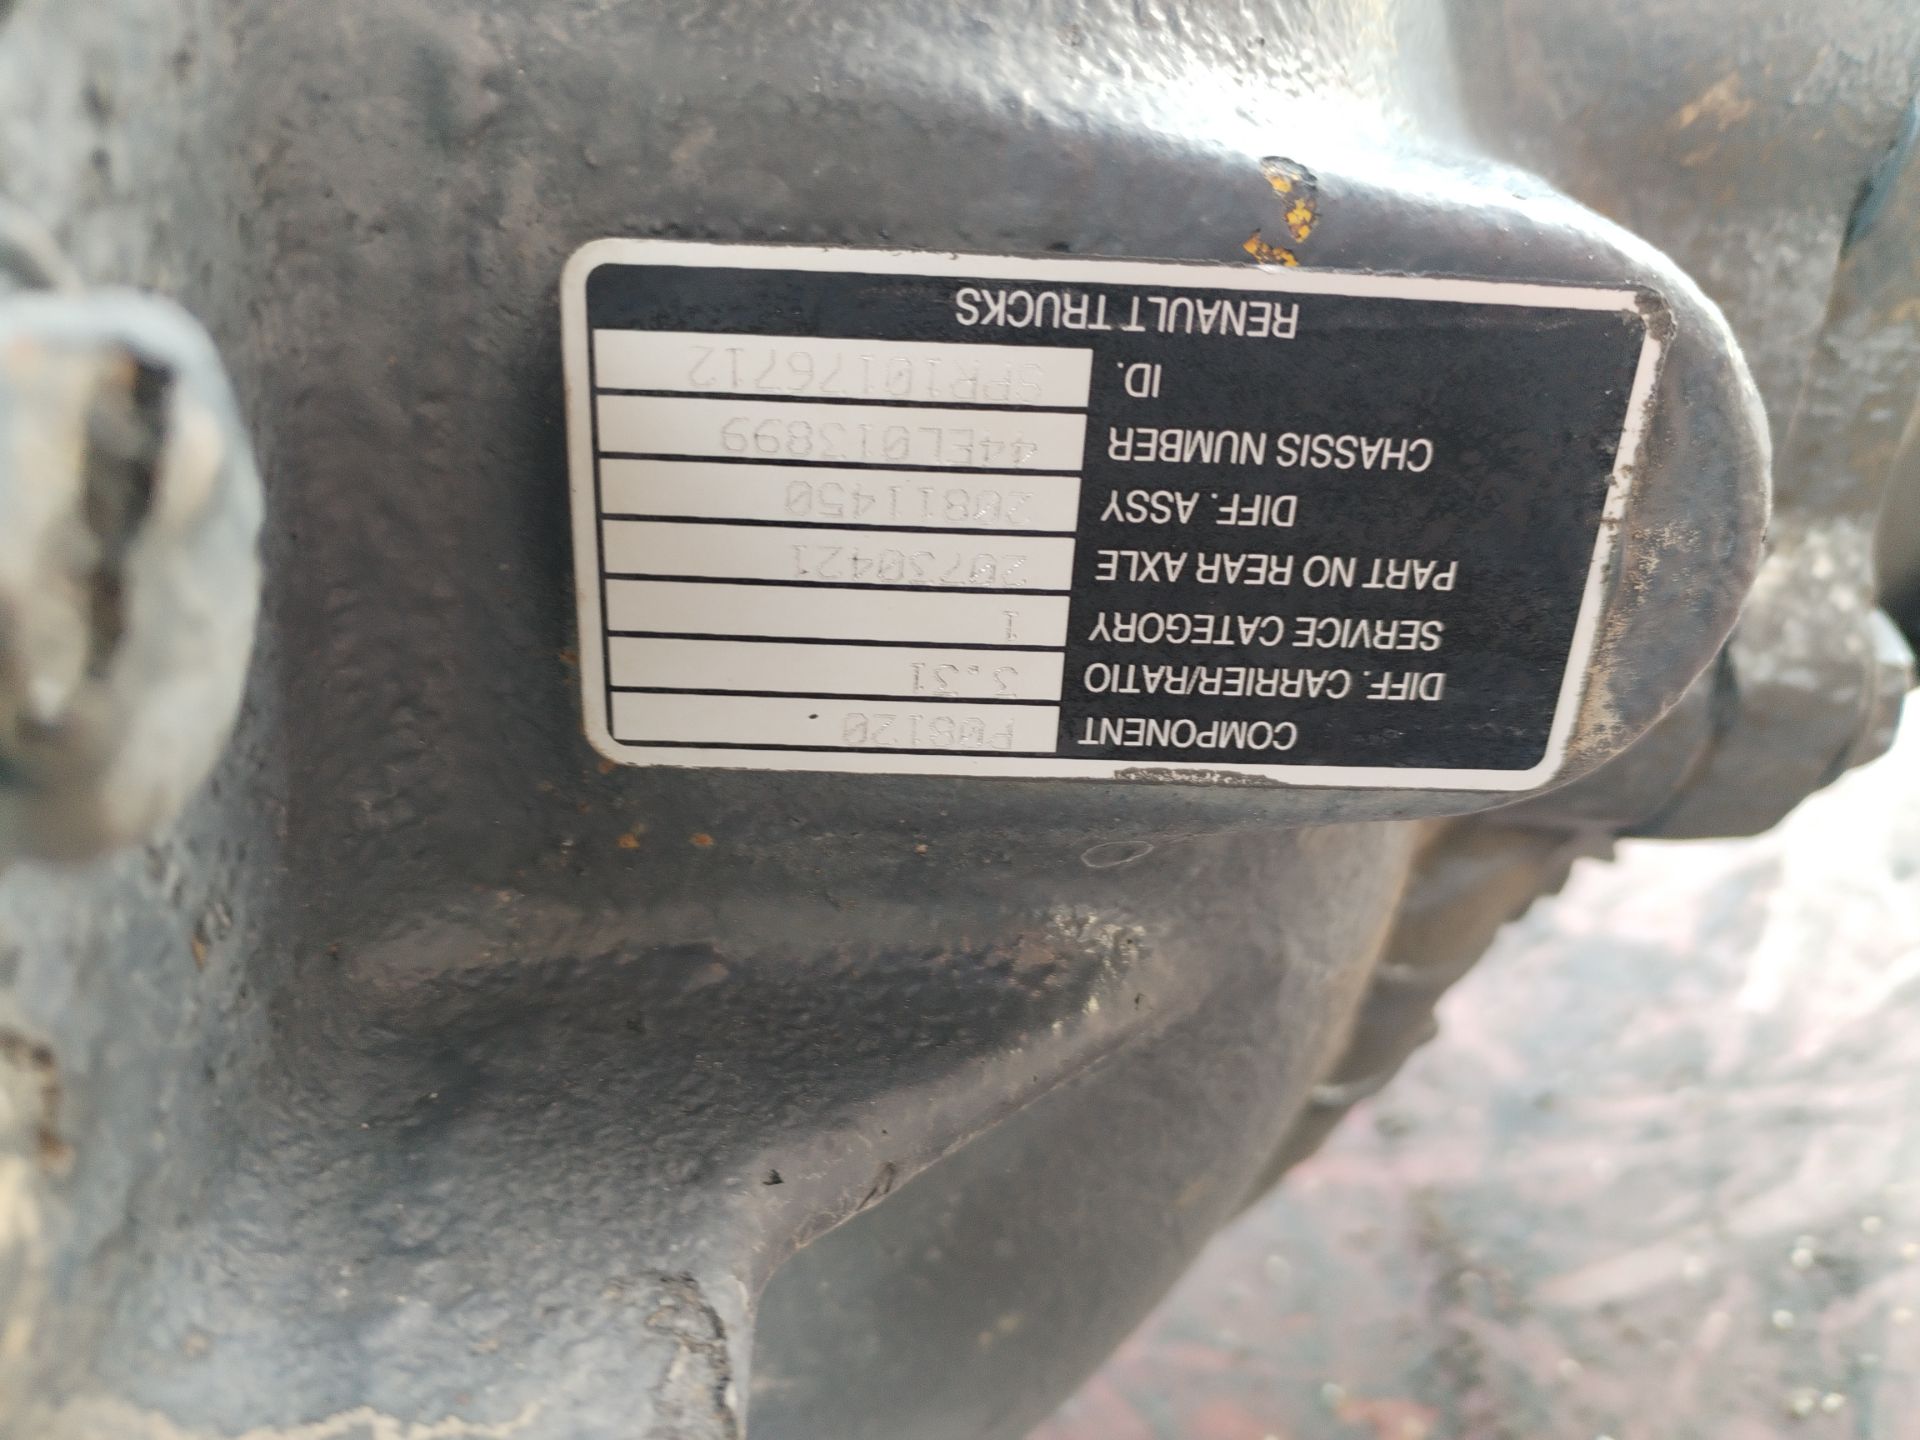 COMPONENT P08120
DIFF. CARRIER/RATIO 3.31
SERVICE CATEGORY 1
PART NO REAR AXLE 20730421
DIFF. ASSY 20811450
CHASSIS NUMBER 44EL013899
ID. SPR10176712
RENAULT TRUCKS